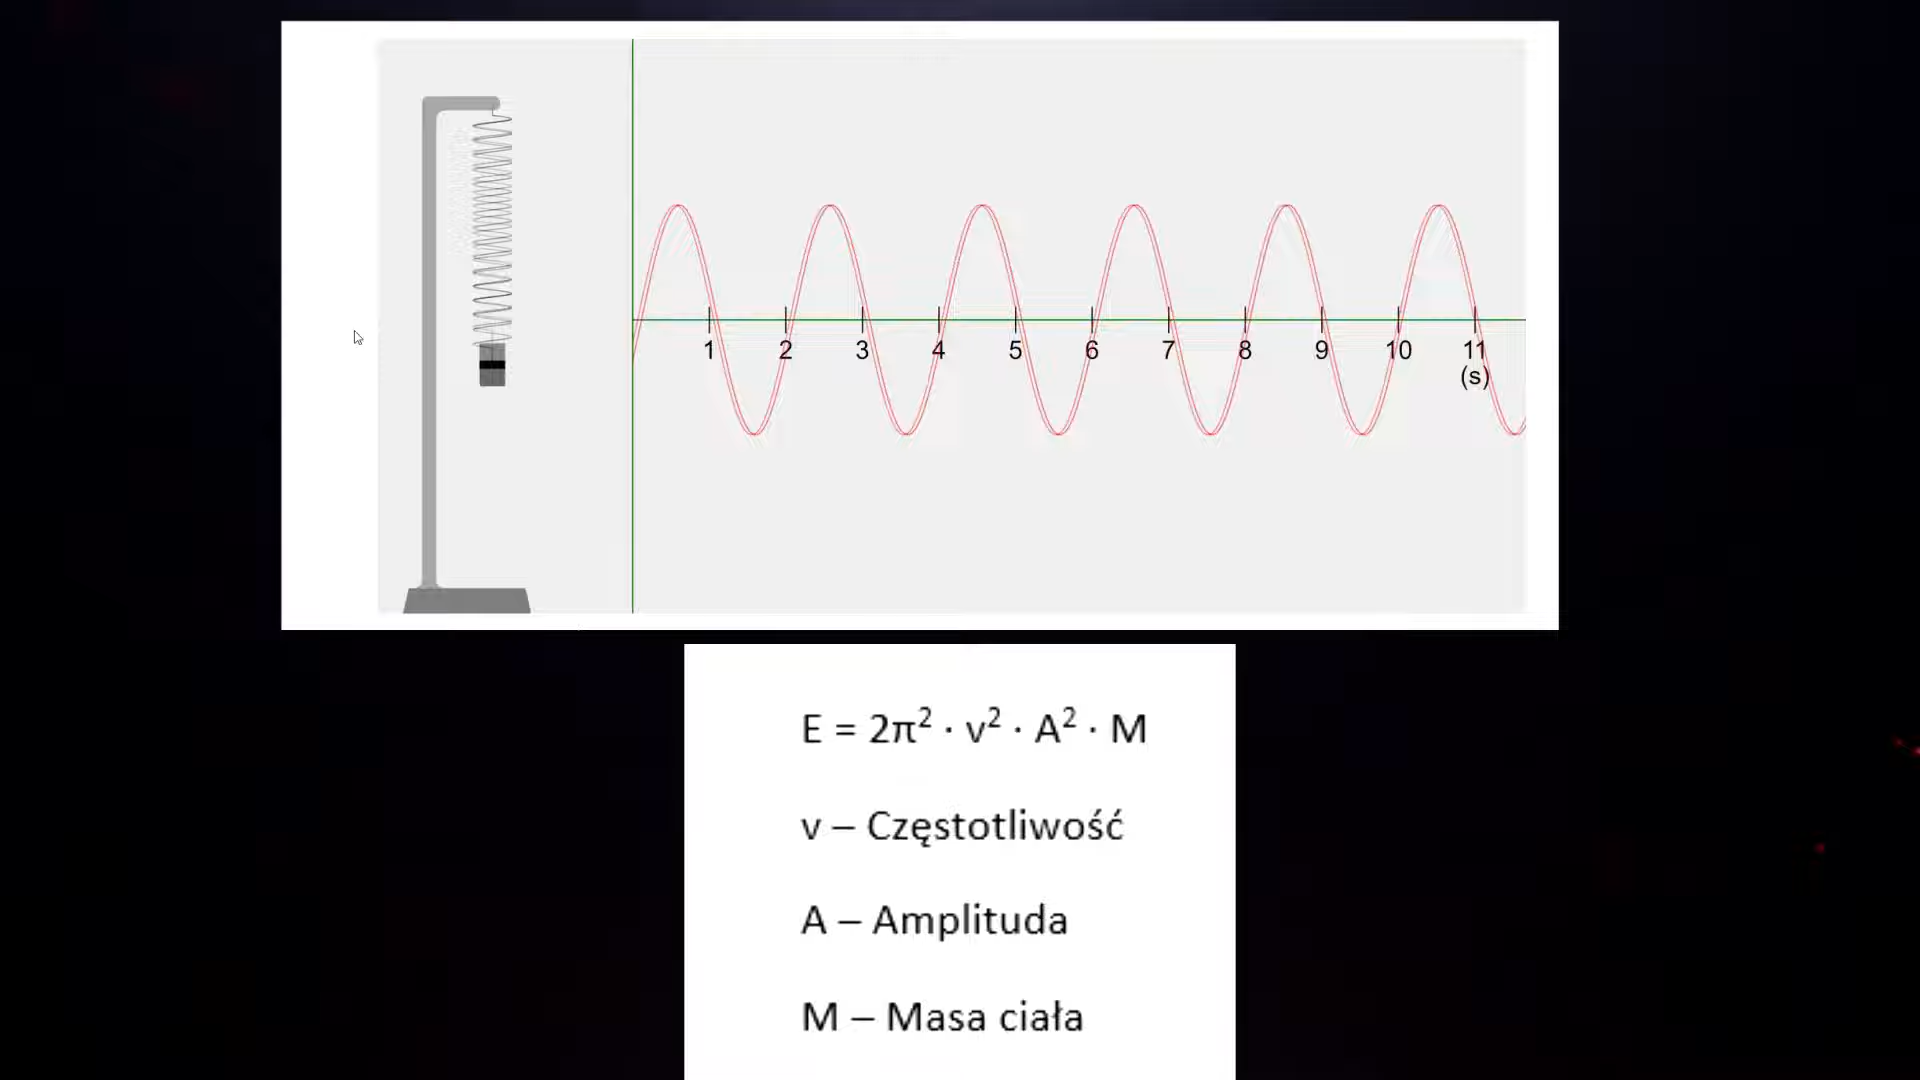 1 2 3 4 5 6 7 8 9 10 11
(s)
E = 2π² · v² · A² · M
v – Częstotliwość
A – Amplituda
M – Masa ciała